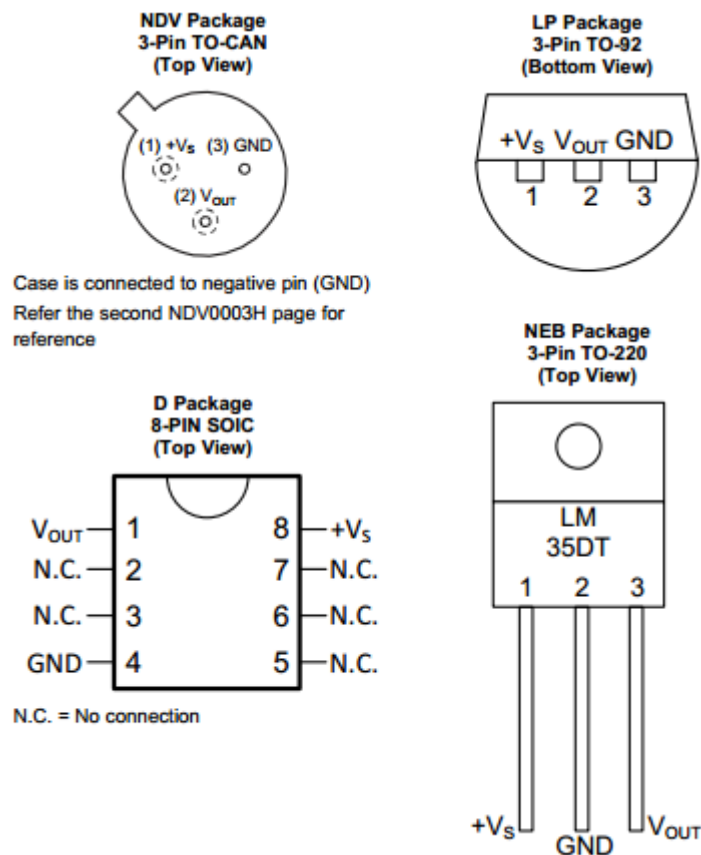 NDV Package
3-Pin TO-CAN
(Top View)
(1) +VS (3) GND
(2) VOUT
Case is connected to negative pin (GND)
Refer the second NDV0003H page for
reference
LP Package
3-Pin TO-92
(Bottom View)
+VS VOUT GND
1 2 3
D Package
8-PIN SOIC
(Top View)
VOUT 1 8 +VS
N.C. 2 7 N.C.
N.C. 3 6 N.C.
GND 4 5 N.C.
N.C. = No connection
NEB Package
3-Pin TO-220
(Top View)
LM
35DT
1 2 3
+VS GND VOUT